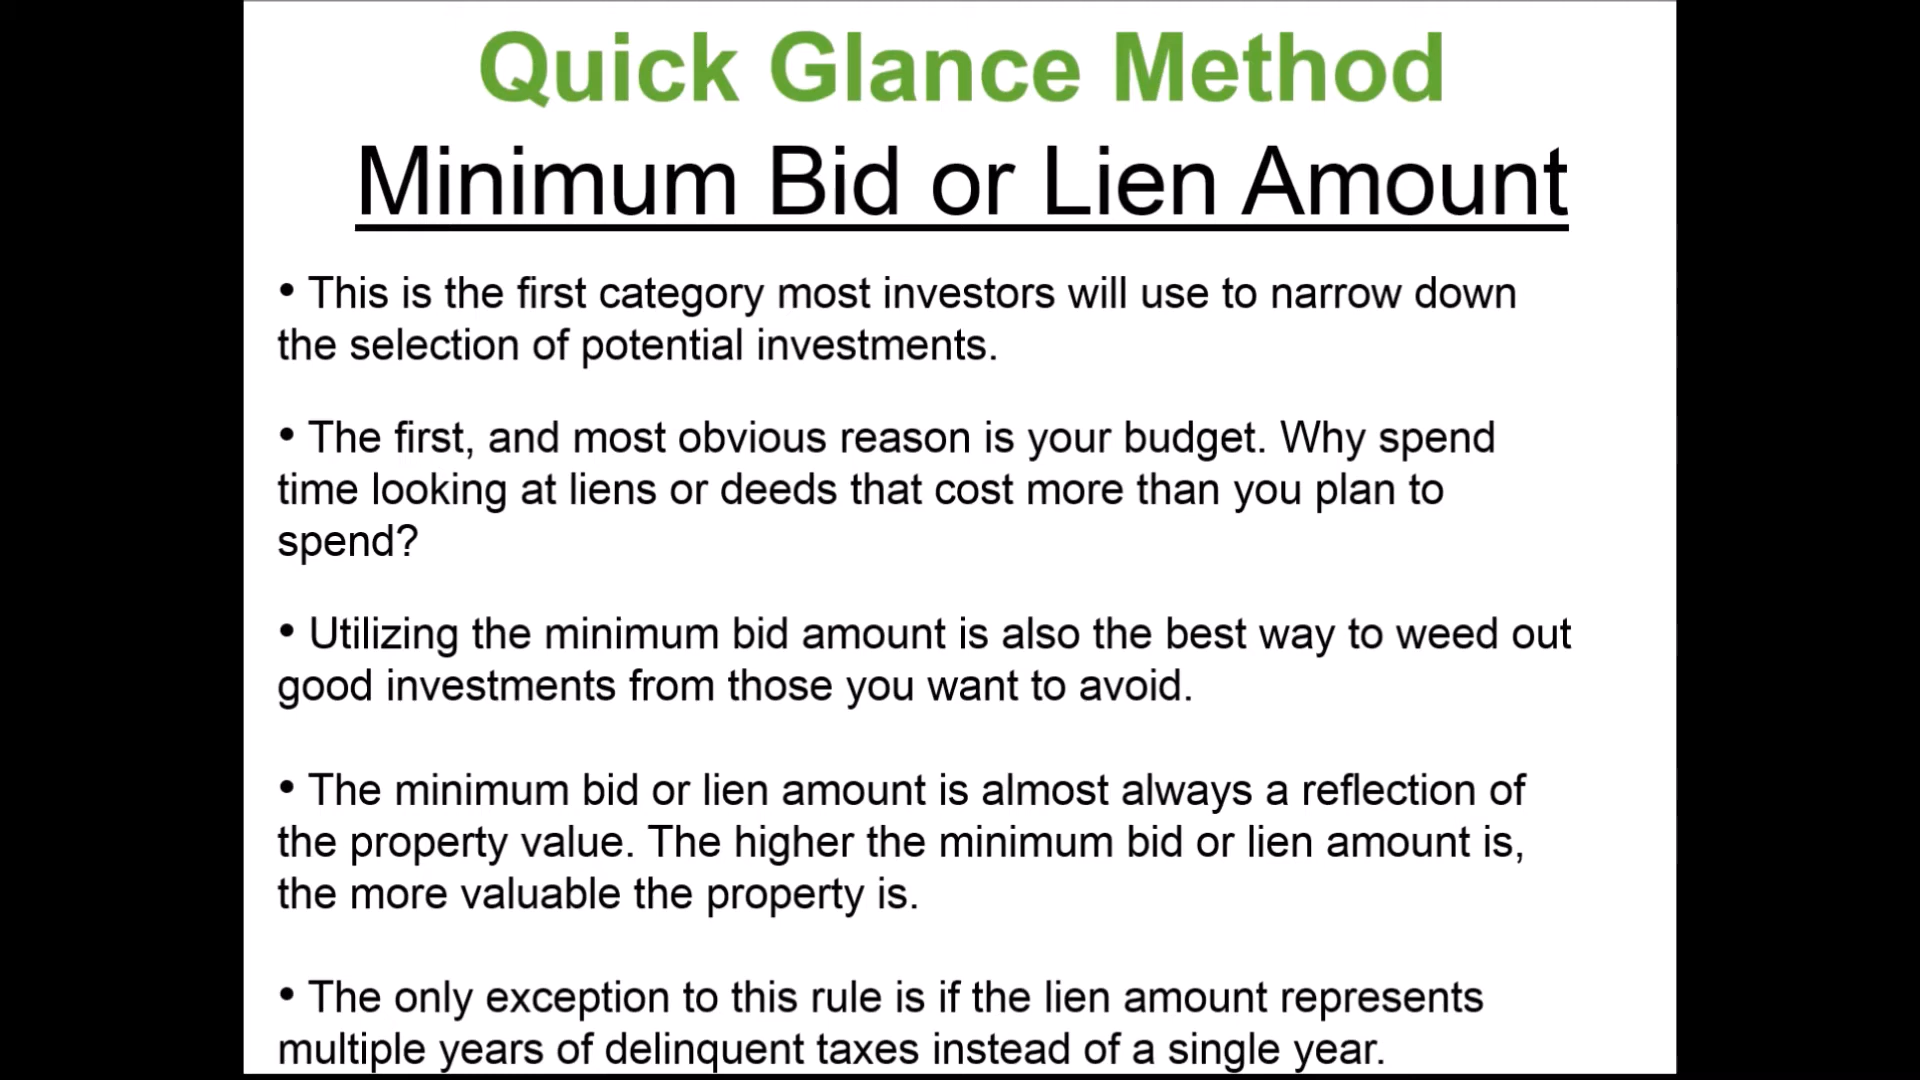 Quick Glance Method
Minimum Bid or Lien Amount
• This is the first category most investors will use to narrow down
the selection of potential investments.
• The first, and most obvious reason is your budget. Why spend
time looking at liens or deeds that cost more than you plan to
spend?
• Utilizing the minimum bid amount is also the best way to weed out
good investments from those you want to avoid.
• The minimum bid or lien amount is almost always a reflection of
the property value. The higher the minimum bid or lien amount is,
the more valuable the property is.
• The only exception to this rule is if the lien amount represents
multiple years of delinquent taxes instead of a single year.